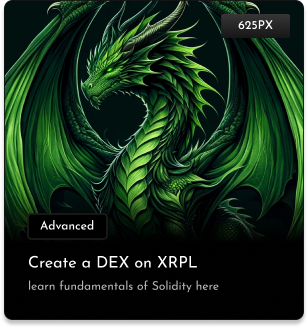 625PX
Advanced
Create a DEX on XRPL
learn fundamentals of Solidity here